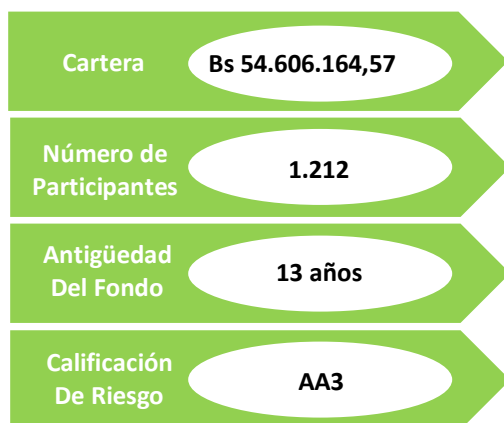 Cartera
Bs 54.606.164,57
Número de
Participantes
1.212
Antigüedad
Del Fondo
13 años
Calificación
De Riesgo
AA3